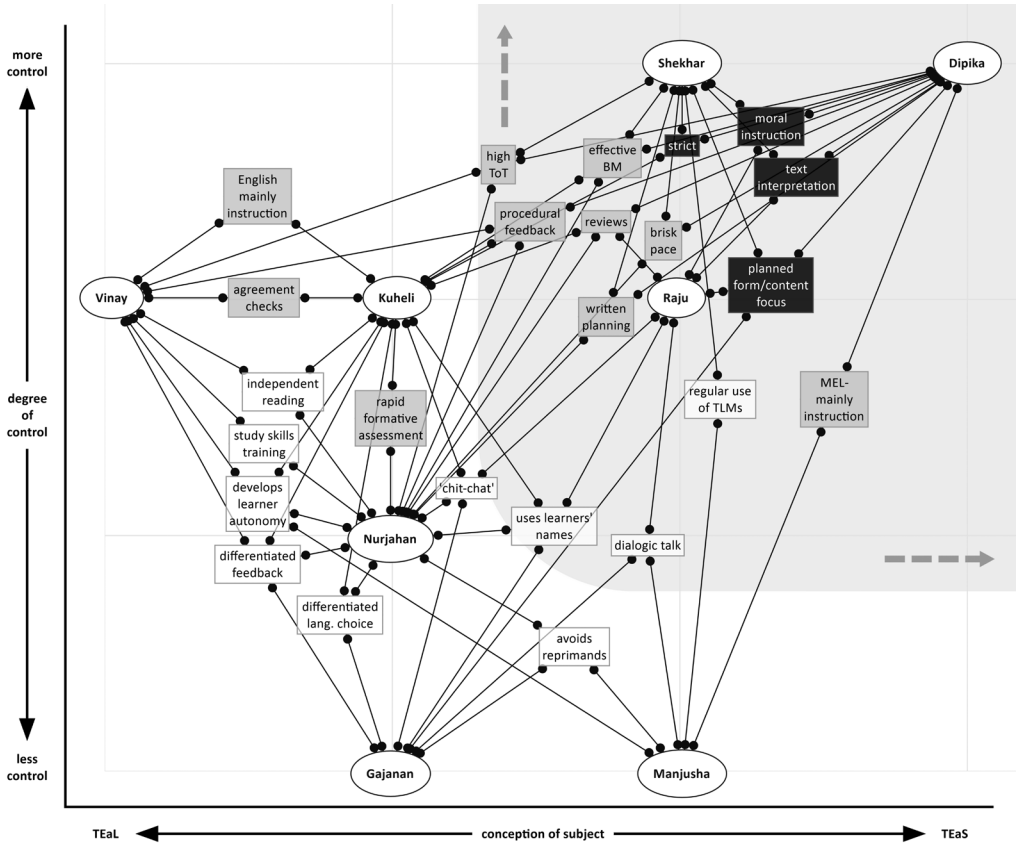 more
control
Shekhar
Dipika
moral
instruction
strict
high
ToT
effective
BM
text
interpretation
English
mainly
instruction
procedural
feedback
reviews
brisk
pace
planned
form/content
focus
Vinay
agreement
checks
Kuheli
Raju
written
planning
independent
reading
rapid
formative
assessment
regular use
of TLMs
MEL-
mainly
instruction
degree
of
control
study skills
training
'chit-chat'
develops
learner
autonomy
uses learners'
names
Nurjahan
dialogic talk
differentiated
feedback
differentiated
lang. choice
avoids
reprimands
less
control
Gajanan
Manjusha
TEaL
conception of subject
TEaS